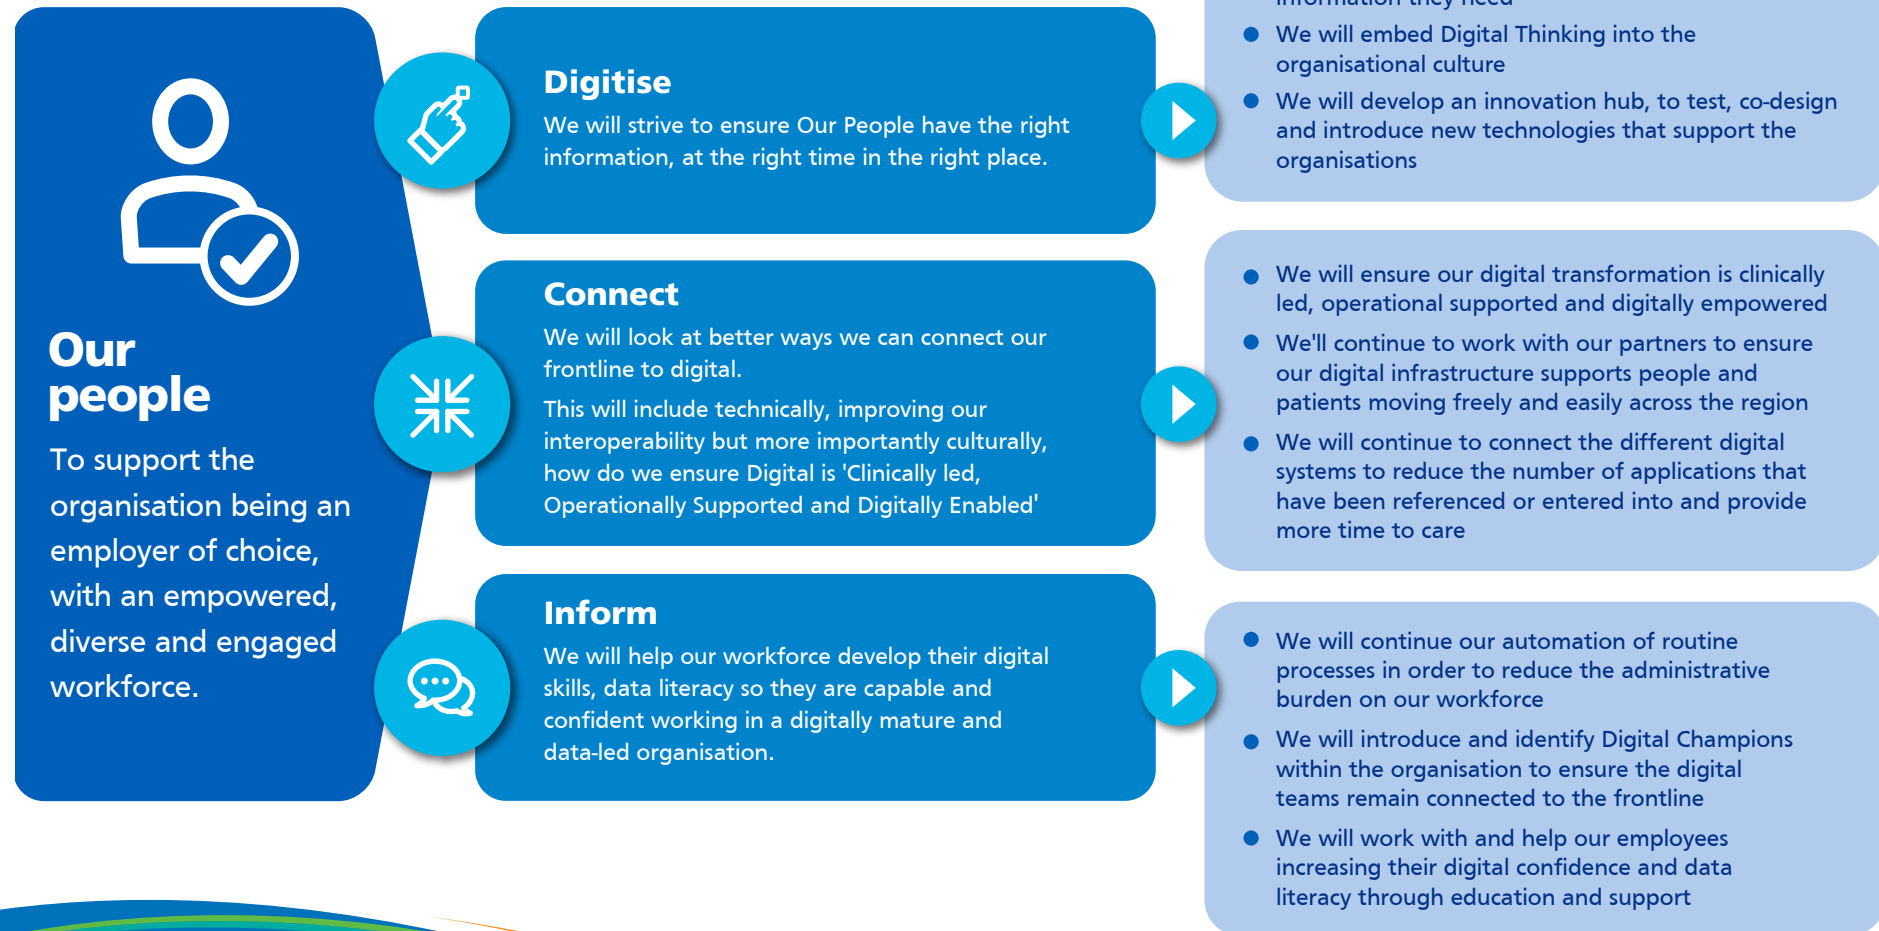 Our
people
To support the
organisation being an
employer of choice,
with an empowered,
diverse and engaged
workforce.
Digitise
We will strive to ensure Our People have the right
information, at the right time in the right place.
information they need
We will embed Digital Thinking into the
organisational culture
We will develop an innovation hub, to test, co-design
and introduce new technologies that support the
organisations
Connect
We will look at better ways we can connect our
frontline to digital.
This will include technically, improving our
interoperability but more importantly culturally,
how do we ensure Digital is 'Clinically led,
Operationally Supported and Digitally Enabled'
We will ensure our digital transformation is clinically
led, operational supported and digitally empowered
We'll continue to work with our partners to ensure
our digital infrastructure supports people and
patients moving freely and easily across the region
We will continue to connect the different digital
systems to reduce the number of applications that
have been referenced or entered into and provide
more time to care
Inform
We will help our workforce develop their digital
skills, data literacy so they are capable and
confident working in a digitally mature and
data-led organisation.
We will continue our automation of routine
processes in order to reduce the administrative
burden on our workforce
We will introduce and identify Digital Champions
within the organisation to ensure the digital
teams remain connected to the frontline
We will work with and help our employees
increasing their digital confidence and data
literacy through education and support